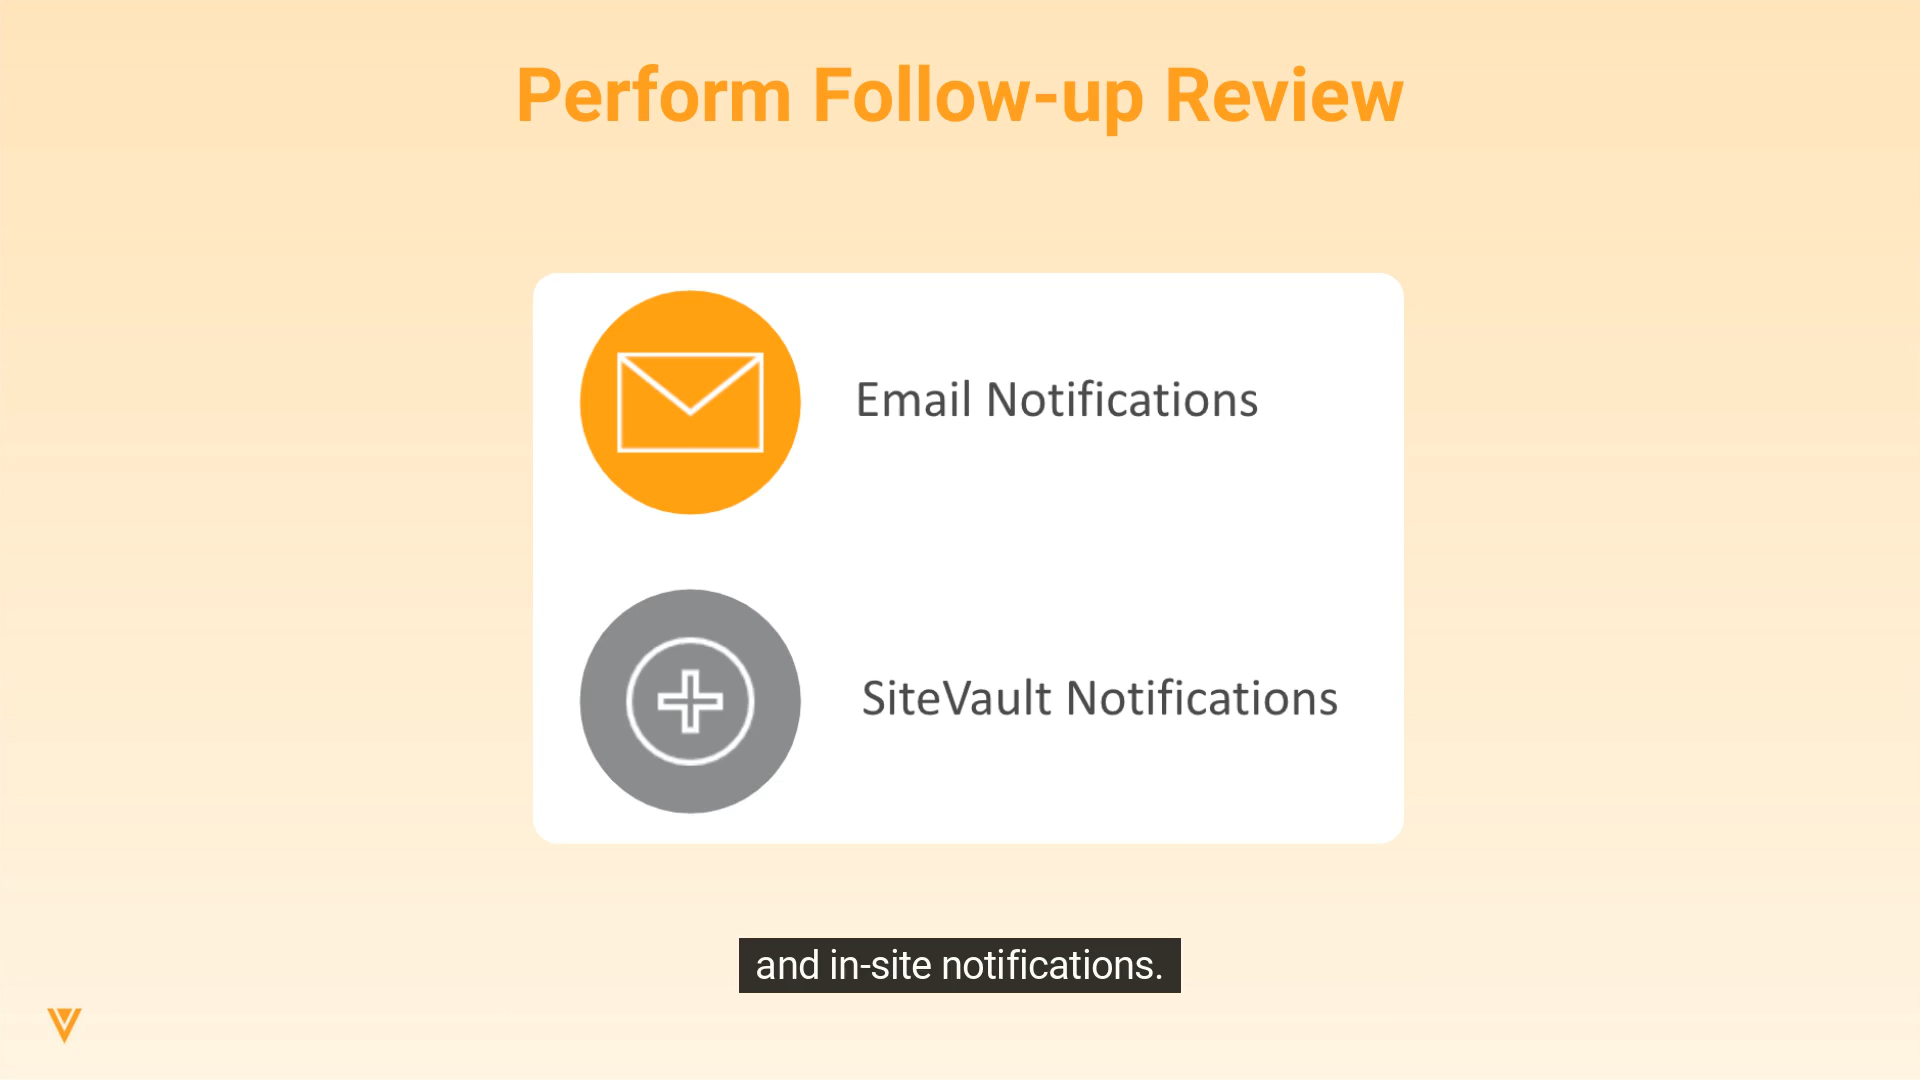 Perform Follow-up Review
Email Notifications
SiteVault Notifications
and in-site notifications.